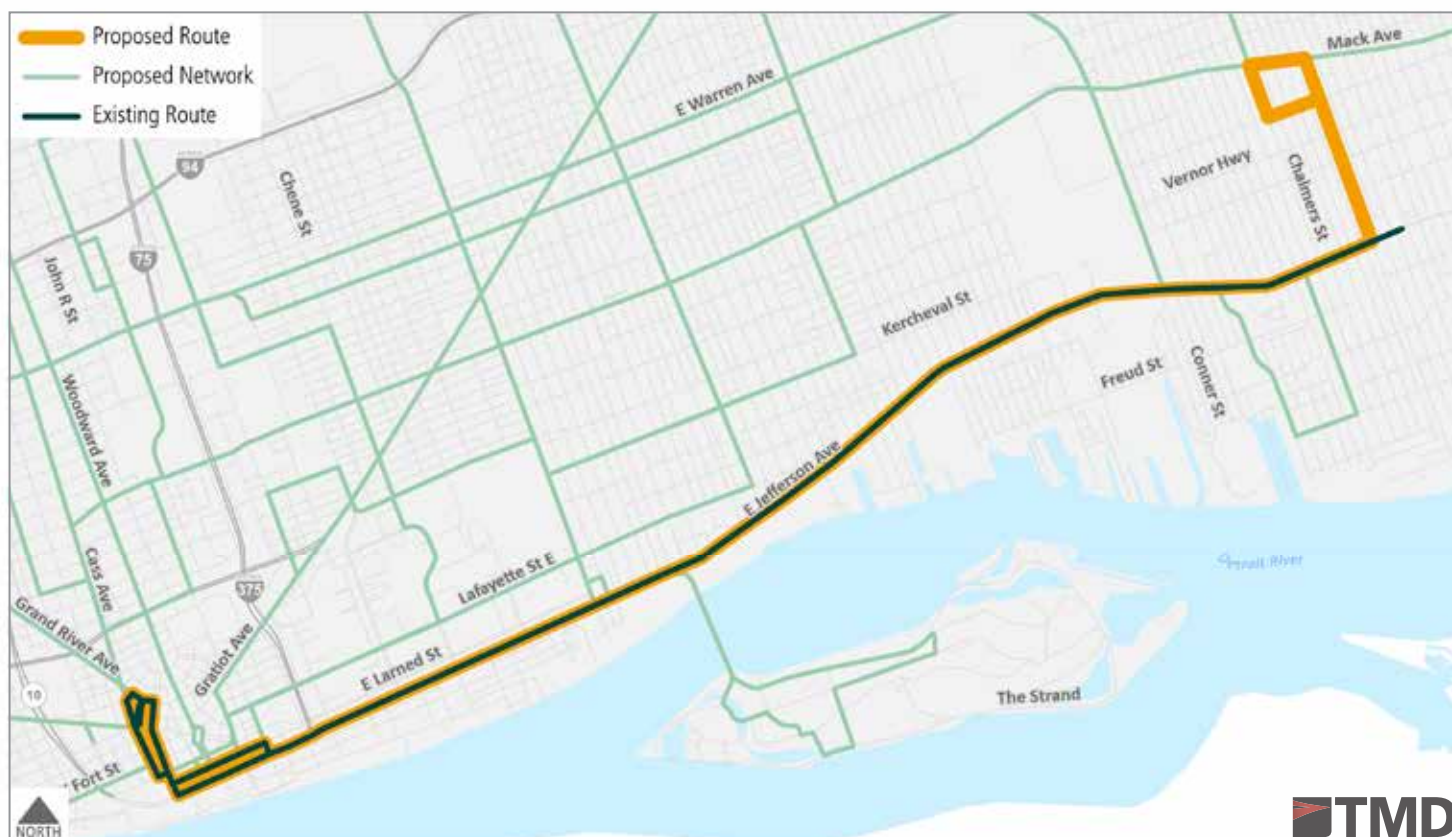 Proposed Route
Proposed Network
Existing Route
Mack Ave
E Warren Ave
94
Chene St
Vernor Hwy
Chalmers St
75
John R St
Kercheval St
Freud St
Conner St
Woodward Ave
E Jefferson Ave
Cass Ave
Lafayette St E
375
Grand River Ave
Gratiot Ave
E Larned St
The Strand
10
Fort St
River
NORTH
TMD